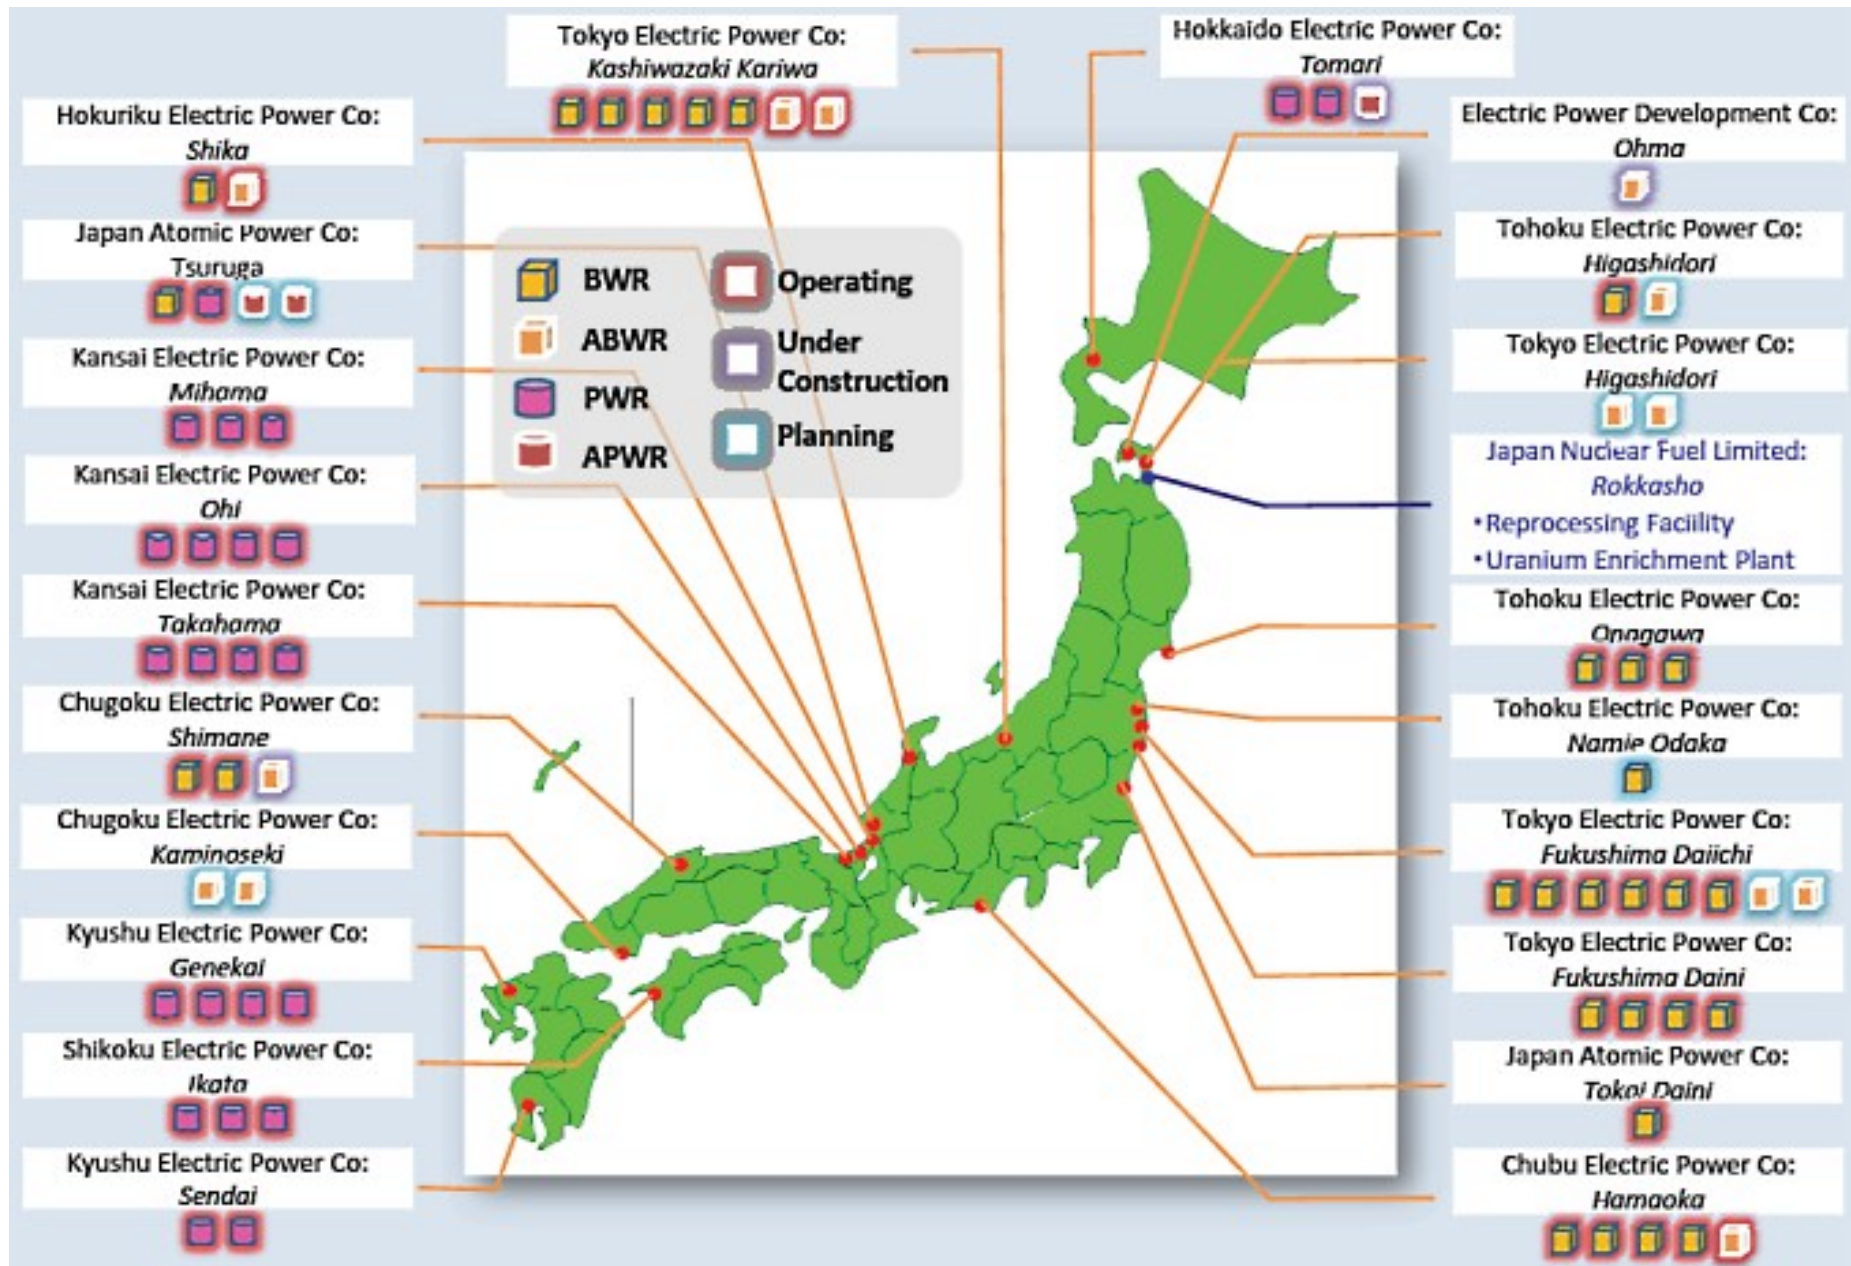 Tokyo Electric Power Co:
Kashiwazaki Kariwa
Hokkaido Electric Power Co:
Tomari
Hokuriku Electric Power Co:
Shika
Japan Atomic Power Co:
Tsuruga
Kansai Electric Power Co:
Mihama
Kansai Electric Power Co:
Ohi
Kansai Electric Power Co:
Takahama
Chugoku Electric Power Co:
Shimane
Chugoku Electric Power Co:
Kaminoseki
Kyushu Electric Power Co:
Genekai
Shikoku Electric Power Co:
Ikata
Kyushu Electric Power Co:
Sendai
BWR
ABWR
PWR
APWR
Operating
Under
Construction
Planning
Electric Power Development Co:
Ohma
Tohoku Electric Power Co:
Higashidori
Tokyo Electric Power Co:
Higashidori
Japan Nuclear Fuel Limited:
Rokkasho
•Reprocessing Faciility
•Uranium Enrichment Plant
Tohoku Electric Power Co:
Onagawa
Tohoku Electric Power Co:
Namie Odaka
Tokyo Electric Power Co:
Fukushima Daiichi
Tokyo Electric Power Co:
Fukushima Daini
Japan Atomic Power Co:
Tokai Daini
Chubu Electric Power Co:
Hamaoka